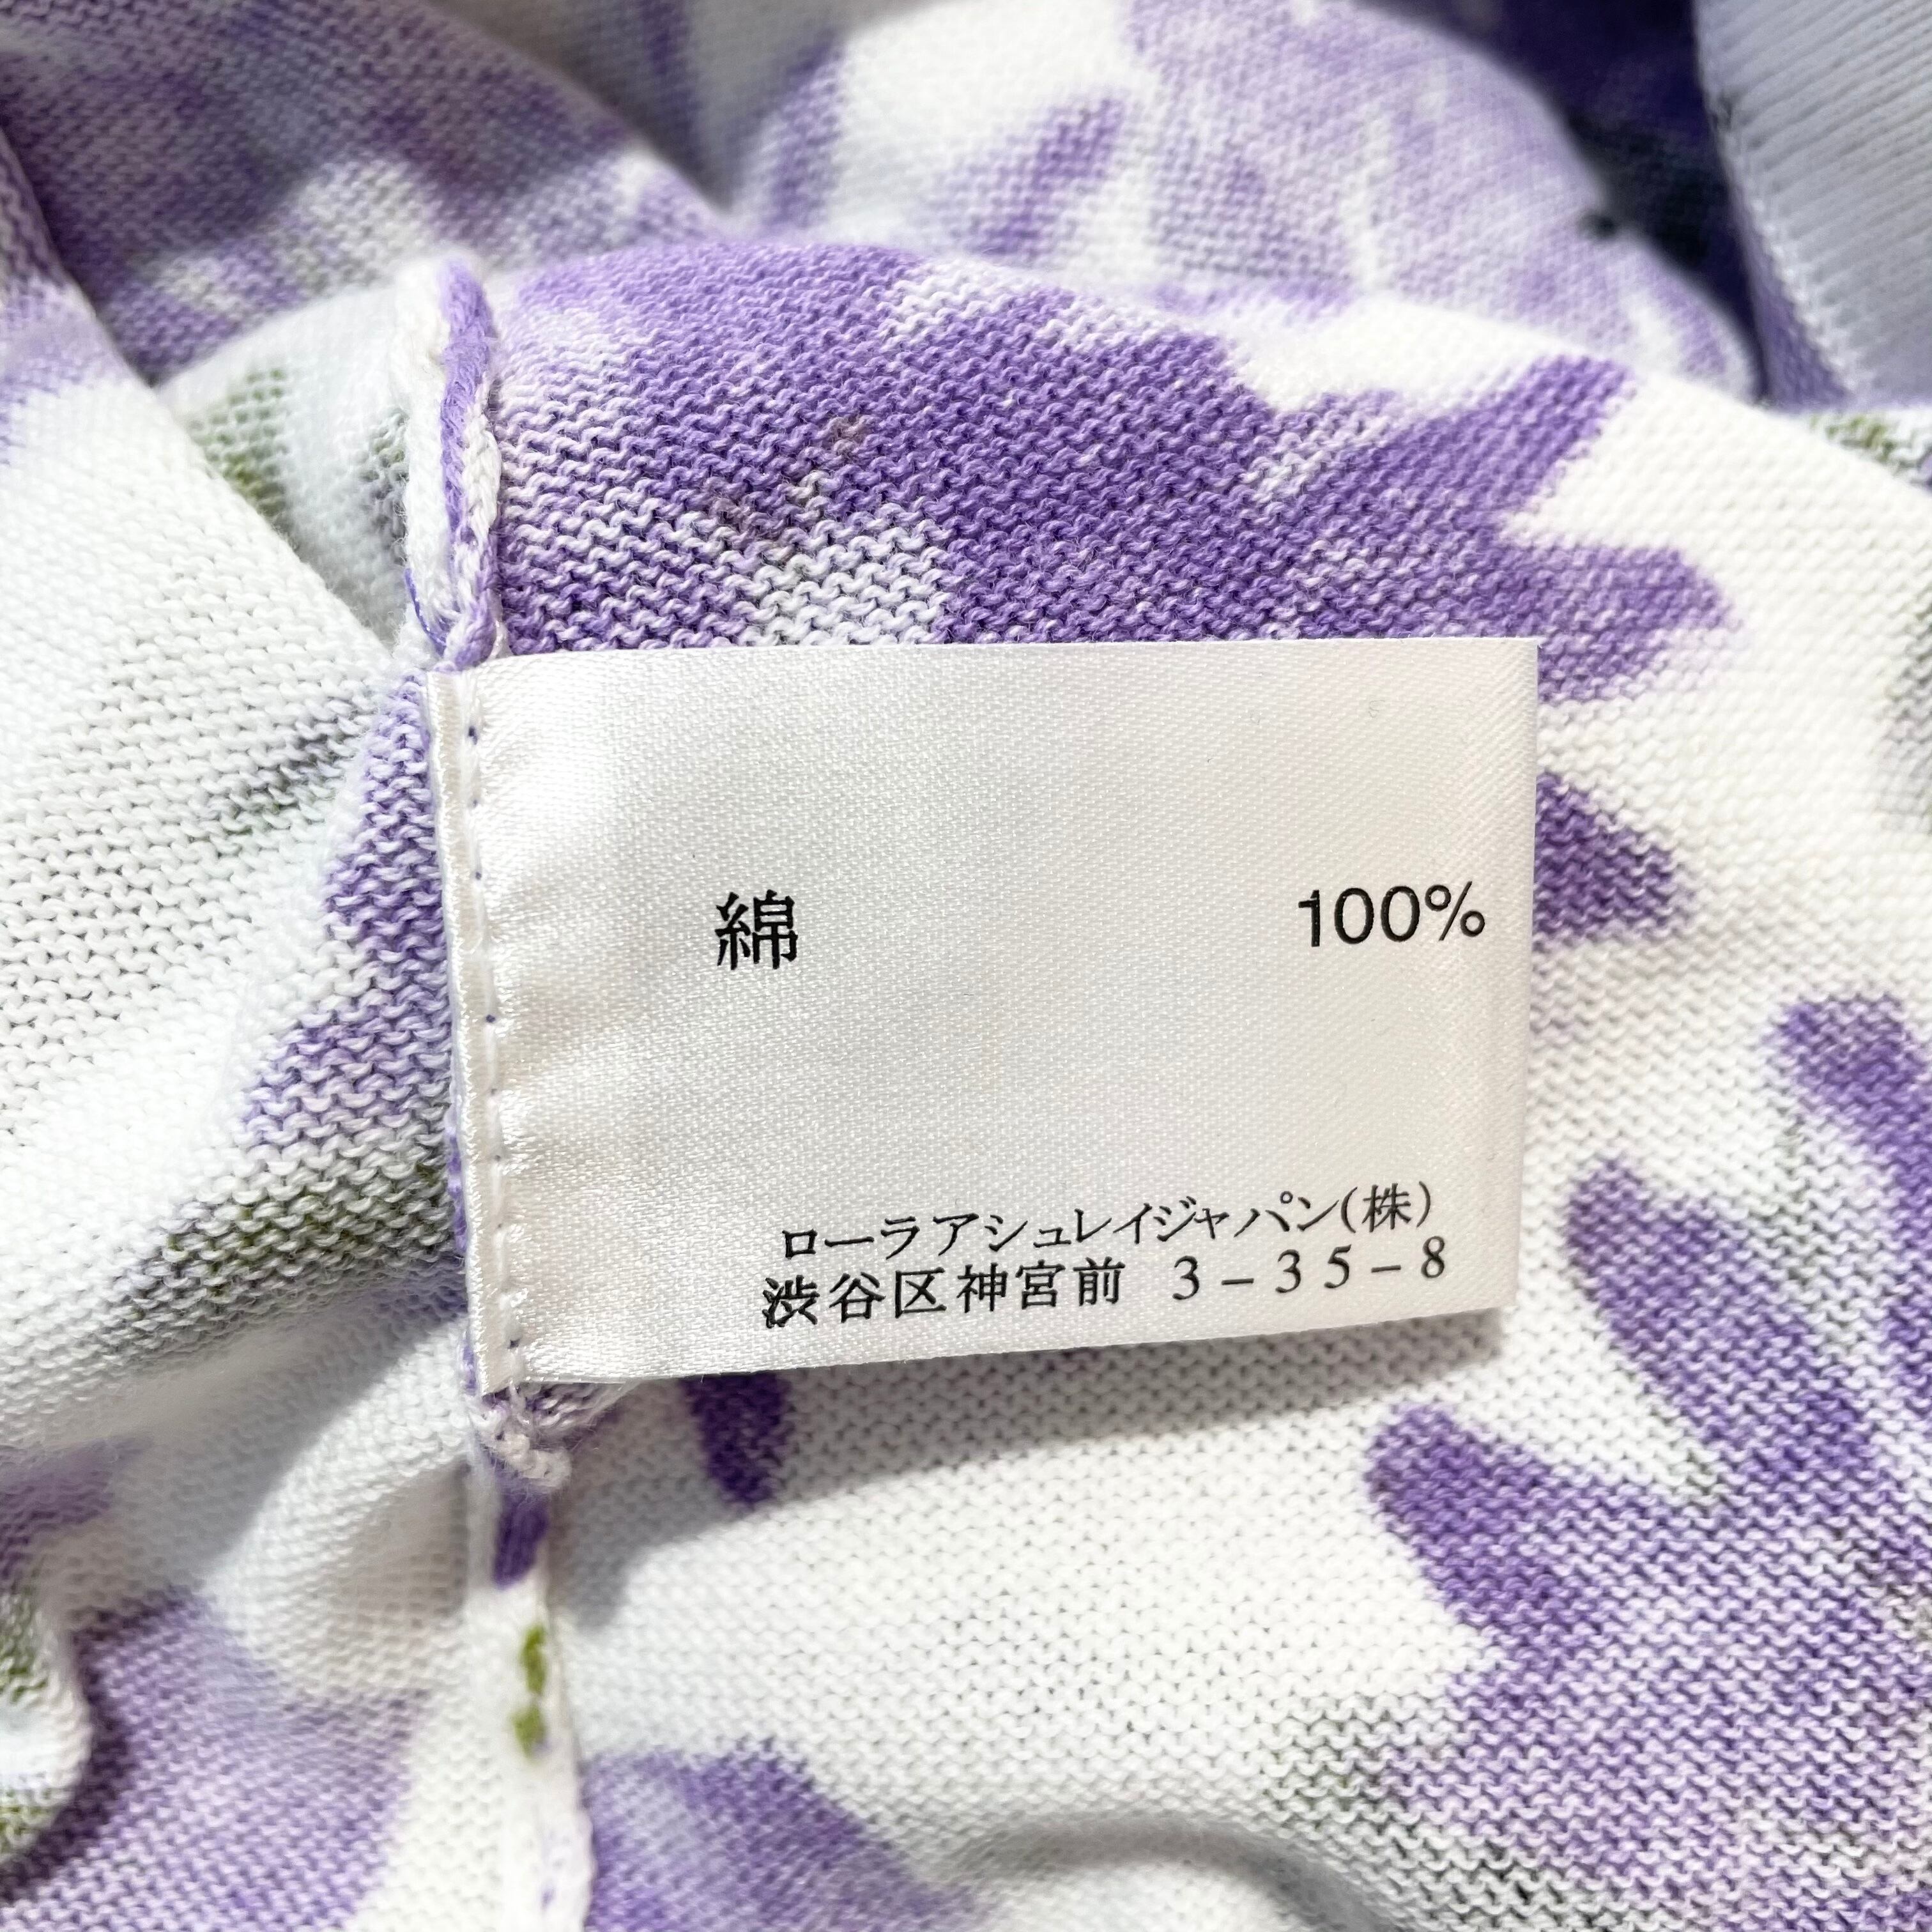 綿 100%
ローラアシュレイジャパン(株)
渋谷区神宮前 3-35-8